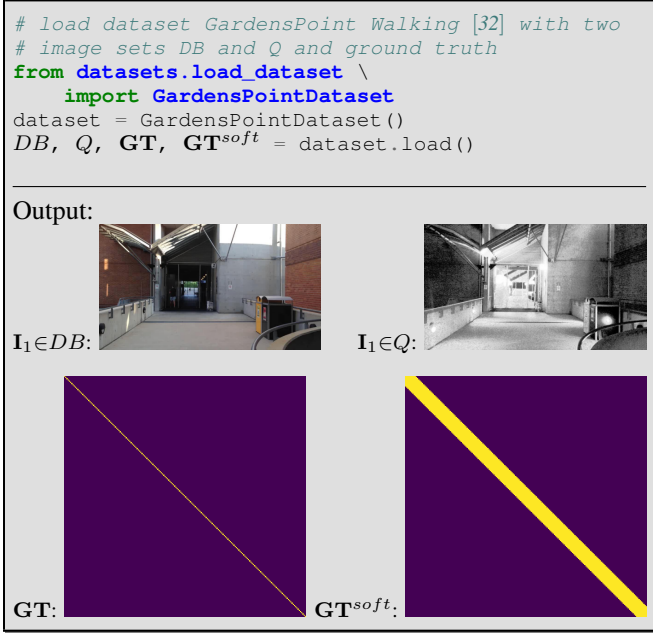 # load dataset GardensPoint Walking [32] with two
# image sets DB and Q and ground truth
from datasets.load_dataset \
import GardensPointDataset
dataset = GardensPointDataset()
DB, Q, GT, GT^{soft} = dataset.load()
Output:
I₁∈DB: I₁∈Q:
GT: GT^{soft}: